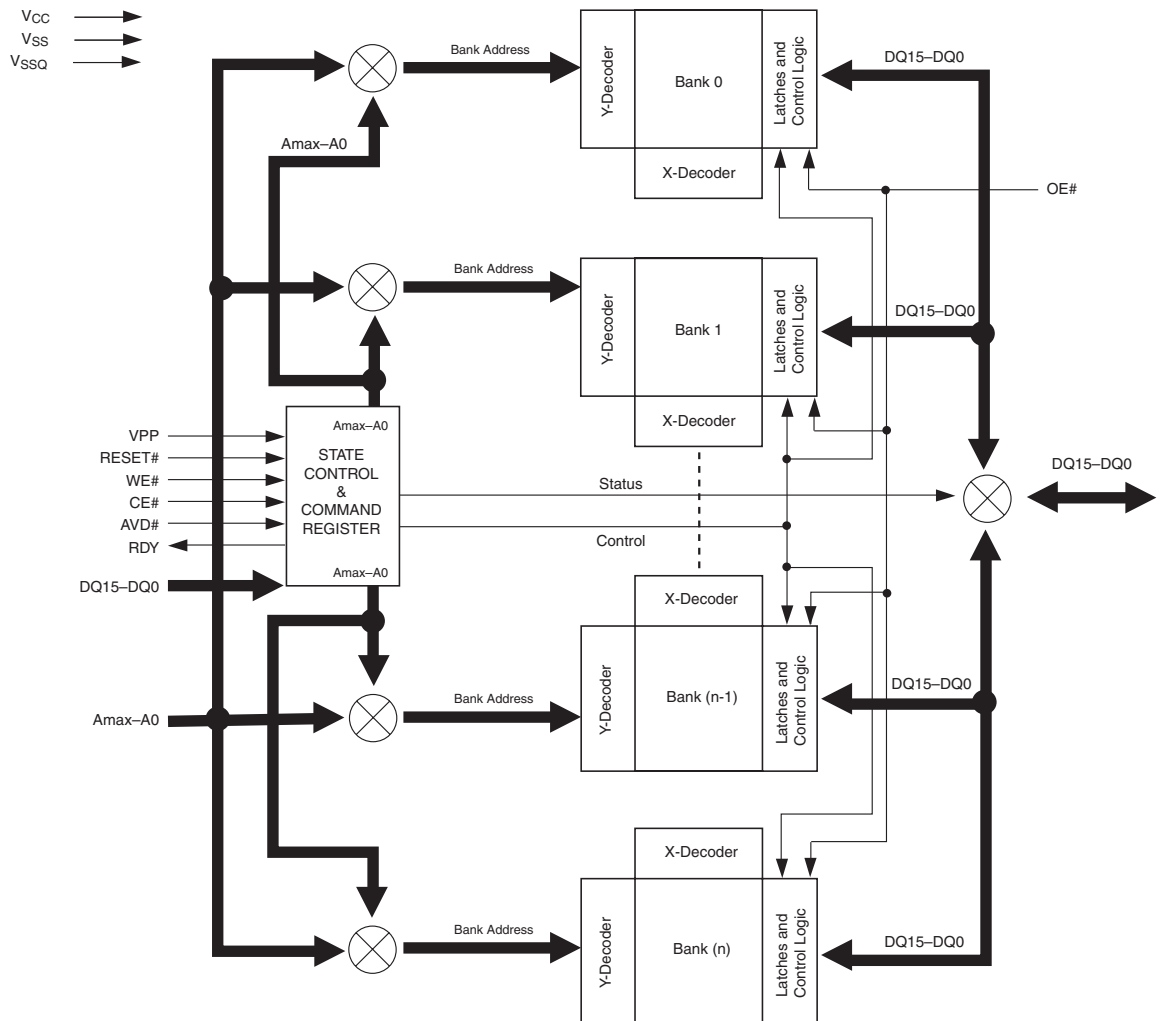 VCC
VSS
VSSQ
Bank Address
Y-Decoder
Bank 0
Latches and
Control Logic
DQ15–DQ0
Amax–A0
X-Decoder
OE#
Bank Address
Y-Decoder
Bank 1
Latches and
Control Logic
DQ15–DQ0
X-Decoder
Amax–A0
STATE
CONTROL
&
COMMAND
REGISTER
Amax–A0
VPP
RESET#
WE#
CE#
AVD#
RDY
DQ15–DQ0
Status
Control
DQ15–DQ0
X-Decoder
Amax–A0
Bank Address
Y-Decoder
Bank (n-1)
Latches and
Control Logic
DQ15–DQ0
X-Decoder
Bank Address
Y-Decoder
Bank (n)
Latches and
Control Logic
DQ15–DQ0